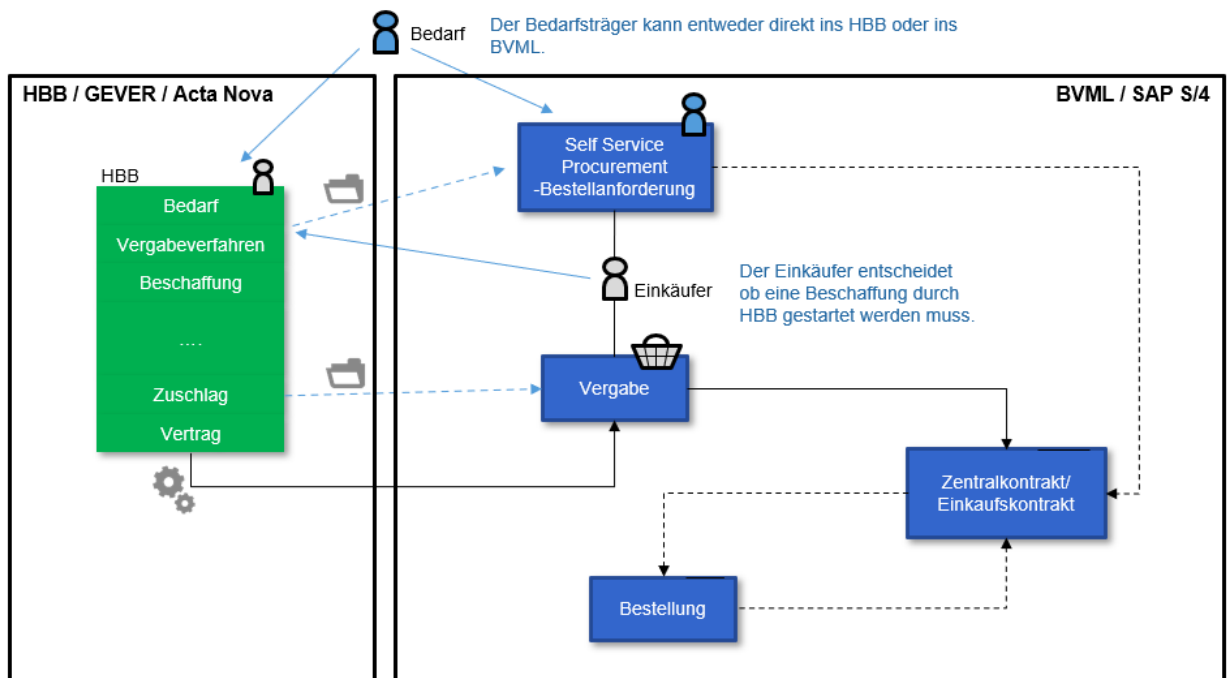 Bedarf
Der Bedarfsträger kann entweder direkt ins HBB oder ins
BVML.
HBB / GEVER / Acta Nova
BVML / SAP S/4
HBB
Bedarf
Vergabeverfahren
Beschaffung
....
Zuschlag
Vertrag
Self Service
Procurement
-Bestellanforderung
Einkäufer
Der Einkäufer entscheidet
ob eine Beschaffung durch
HBB gestartet werden muss.
Vergabe
Zentralkontrakt/
Einkaufskontrakt
Bestellung